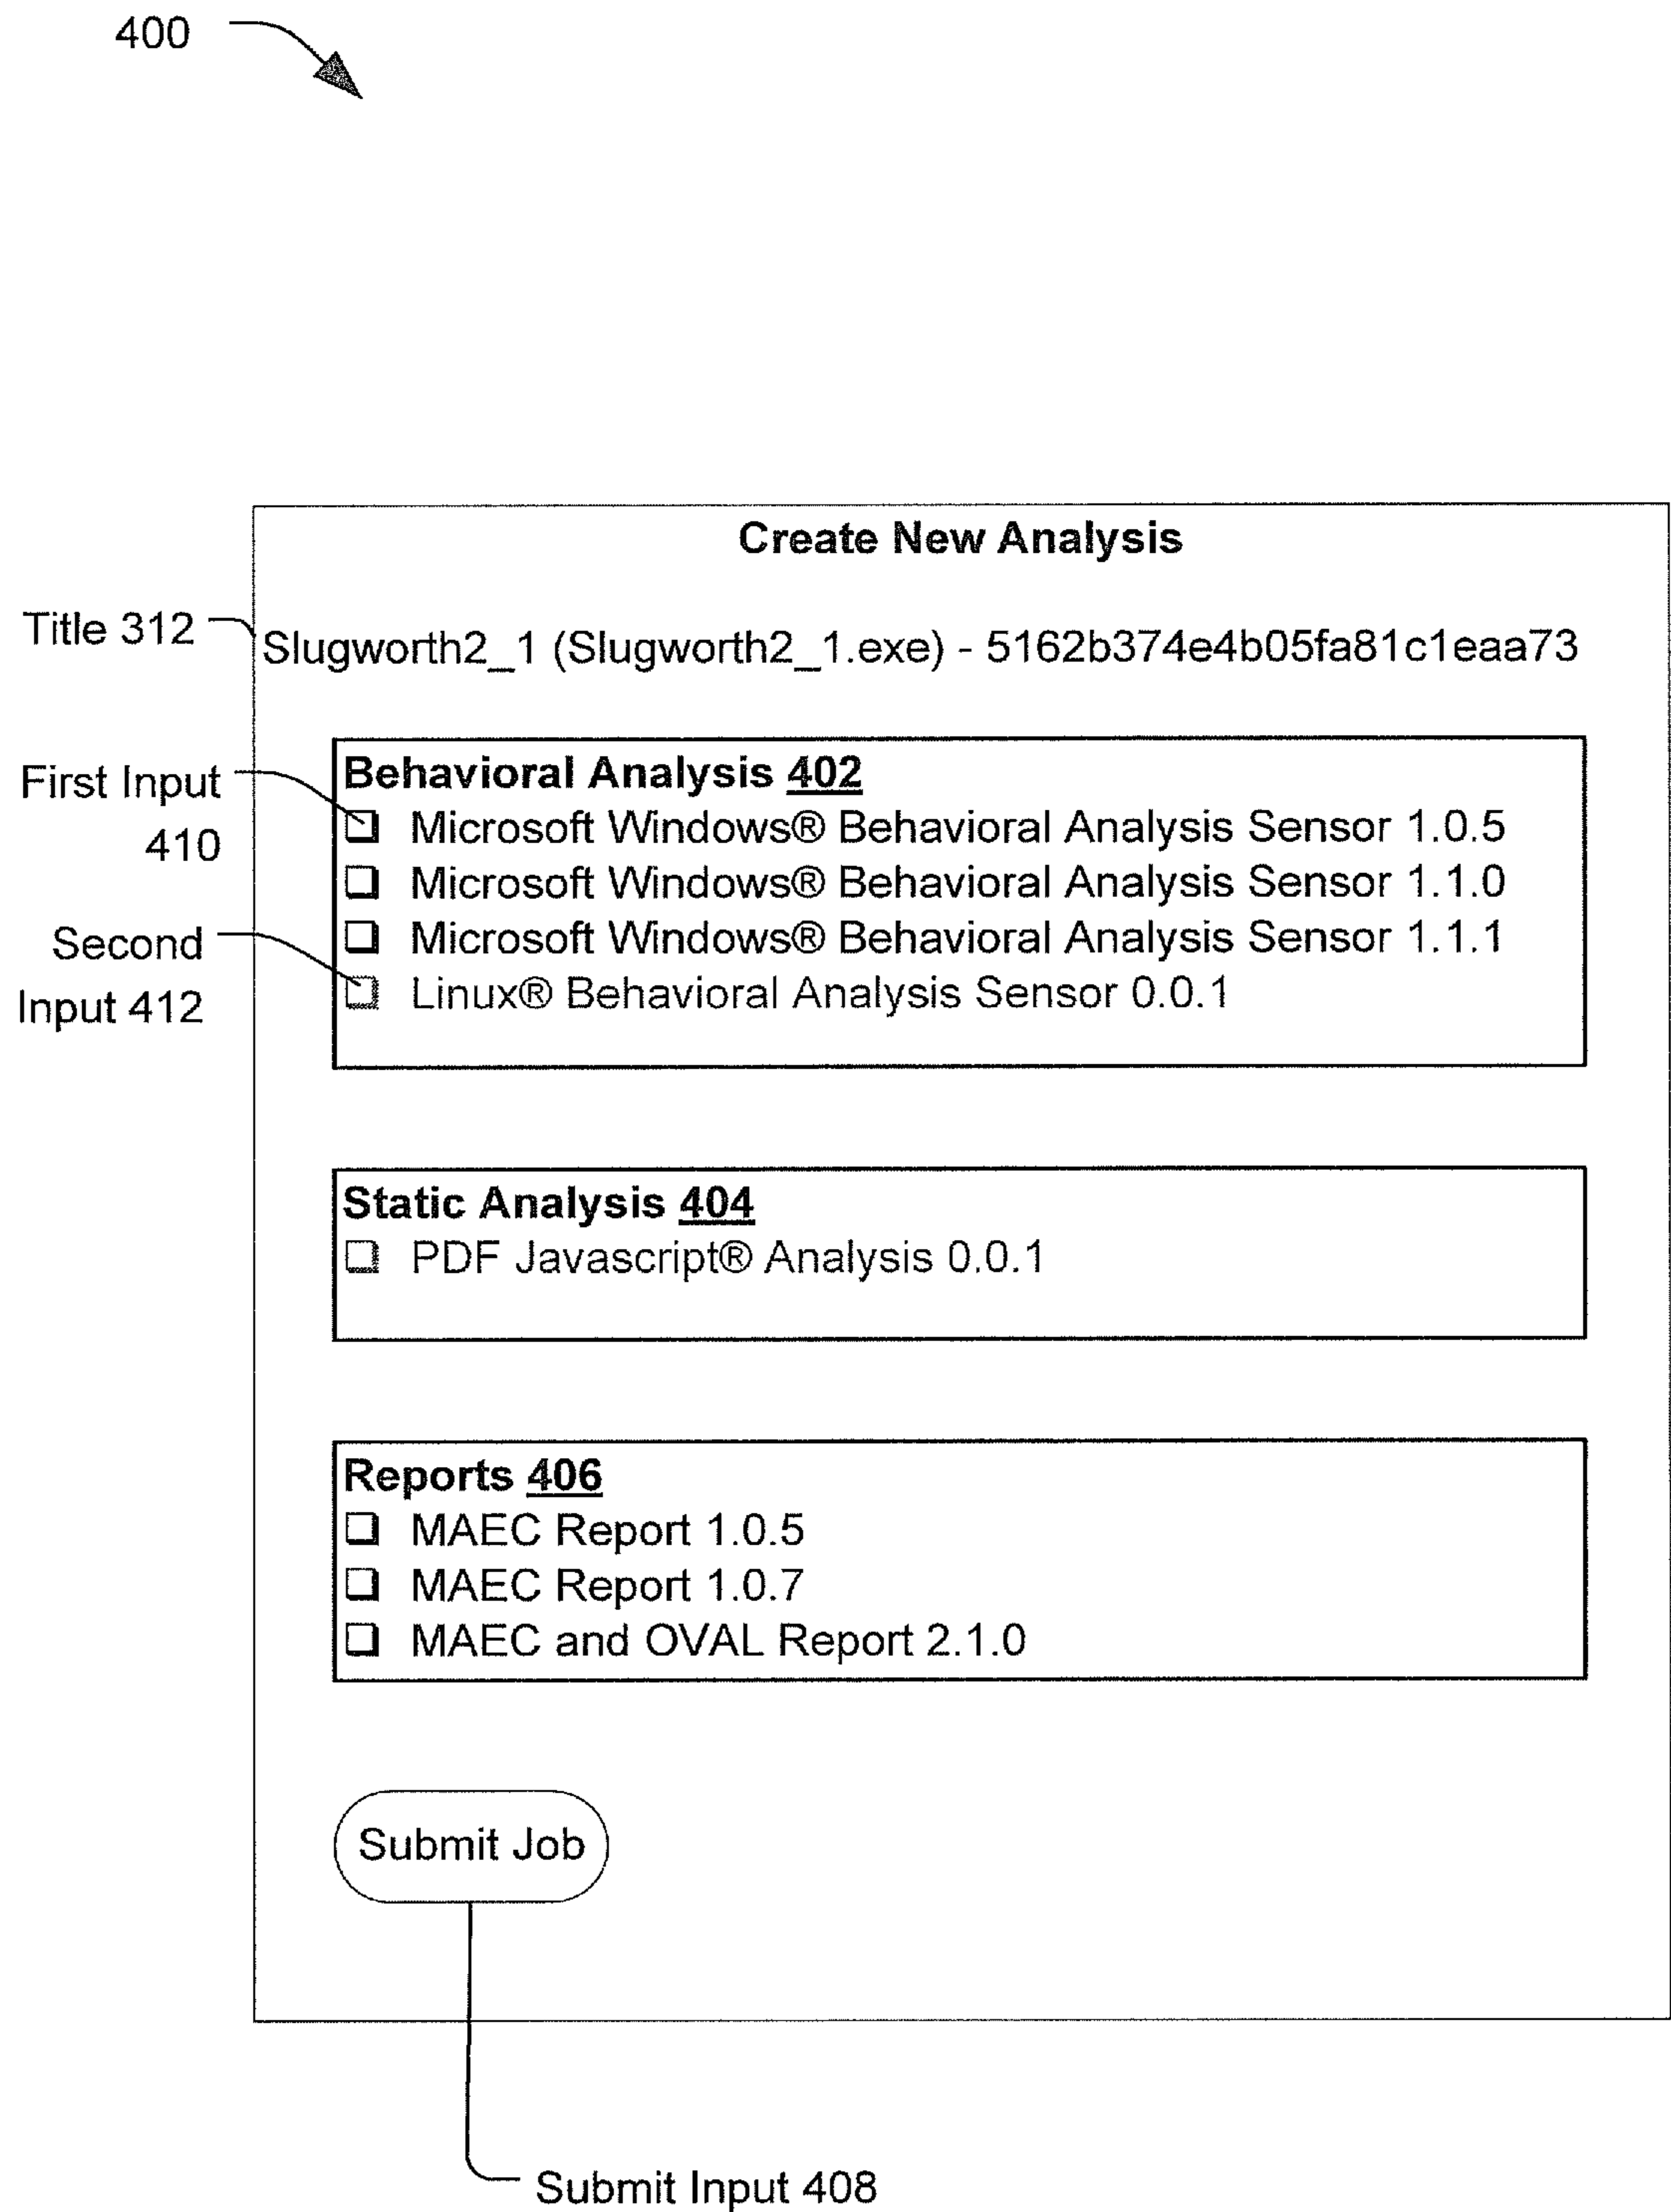 400
Create New Analysis
Title 312
Slugworth2_1 (Slugworth2_1.exe) - 5162b374e4b05fa81c1eaa73
First Input
410
Behavioral Analysis 402
Microsoft Windows® Behavioral Analysis Sensor 1.0.5
Microsoft Windows® Behavioral Analysis Sensor 1.1.0
Microsoft Windows® Behavioral Analysis Sensor 1.1.1
Second
Input 412
Linux® Behavioral Analysis Sensor 0.0.1
Static Analysis 404
PDF Javascript® Analysis 0.0.1
Reports 406
MAEC Report 1.0.5
MAEC Report 1.0.7
MAEC and OVAL Report 2.1.0
Submit Job
Submit Input 408